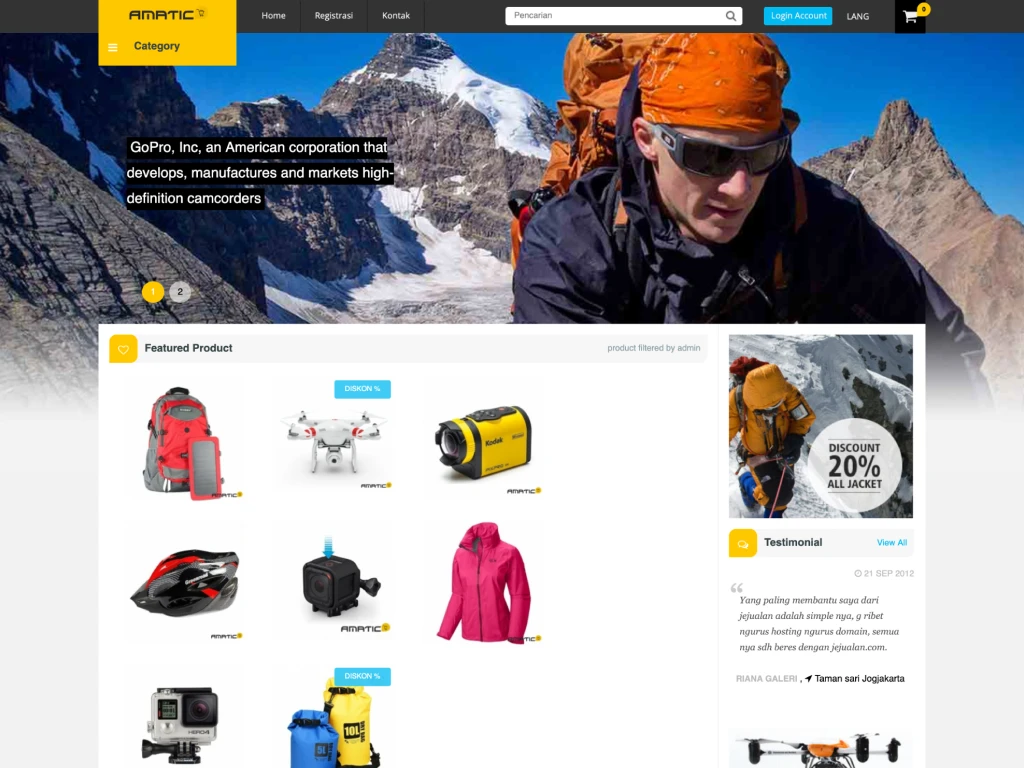 AMATIC
Home
Registrasi
Kontak
Pencarian
Login Account
LANG
0
Category
GoPro, Inc, an American corporation that
develops, manufactures and markets high-
definition camcorders
1
2
Featured Product
product filtered by admin
DISKON %
AMATIC
AMATIC
Kodak
AMATIC
AMATIC
AMATIC
AMATIC
HERO4
DISKON %
5L
10L
DISCOUNT
20%
ALL JACKET
Testimonial
View All
21 SEP 2012
Yang paling membantu saya dari
jejualan adalah simple nya, g ribet
ngurus hosting ngurus domain, semua
nya sdh beres dengan jejualan.com.
RIANA GALERI , Taman sari Jogjakarta